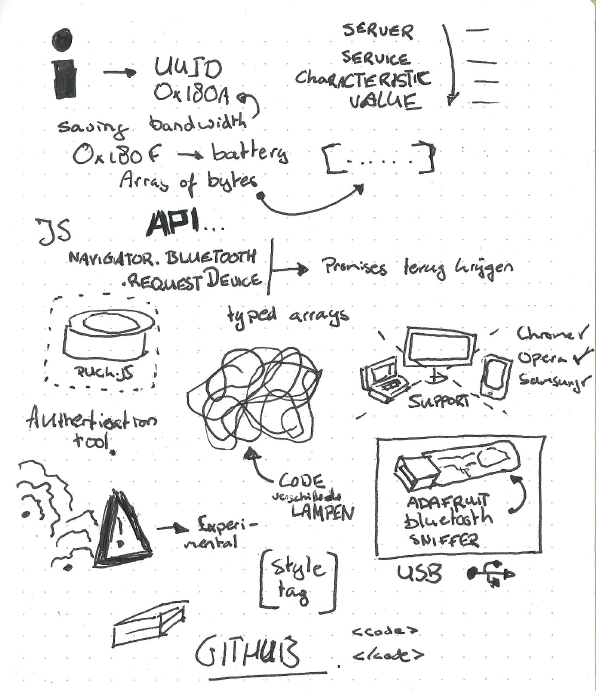 SERVER
SERVICE
CHARACTERISTIC
VALUE
UUID
0x180A
saving bandwidth
0x180F → battery
Array of bytes
[......]
JS
API...
NAVIGATOR.BLUETOOTH
.REQUESTDEVICE
Promises terug krijgen
typed arrays
PUCK.JS
Chrome ✓
Opera ✓
Samsung ✓
SUPPORT
Authentication
tool.
CODE
verschillende
LAMPEN
ADAFRUIT
bluetooth
SNIFFER
USB
!
Experi-
mental
[style
tag]
GITHUB.
<code>
</code>